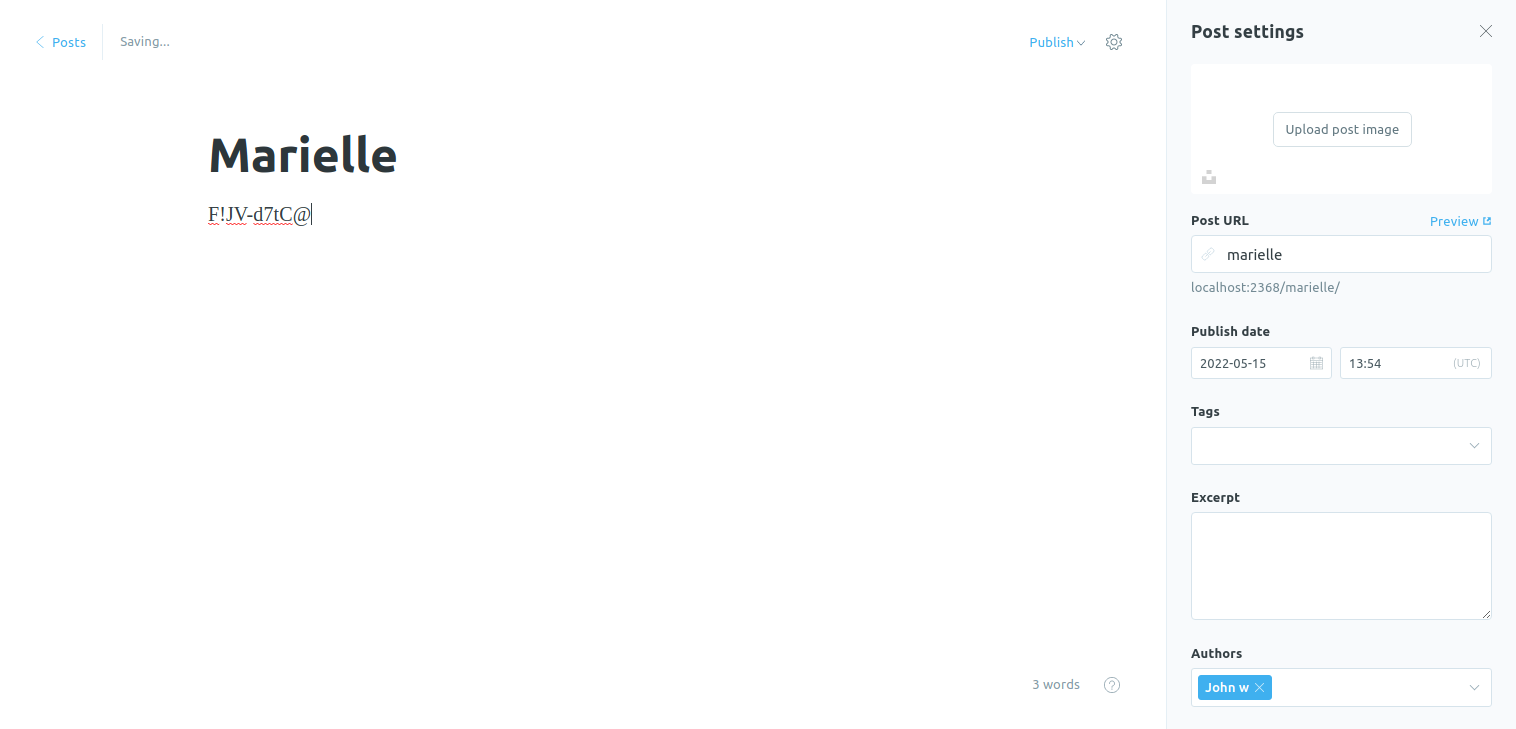 Posts
Saving...
Publish
Marielle
F!JV-d7tC@
3 words
?
Post settings
Upload post image
Post URL
Preview
marielle
localhost:2368/marielle/
Publish date
2022-05-15
13:54
(UTC)
Tags
Excerpt
Authors
John w